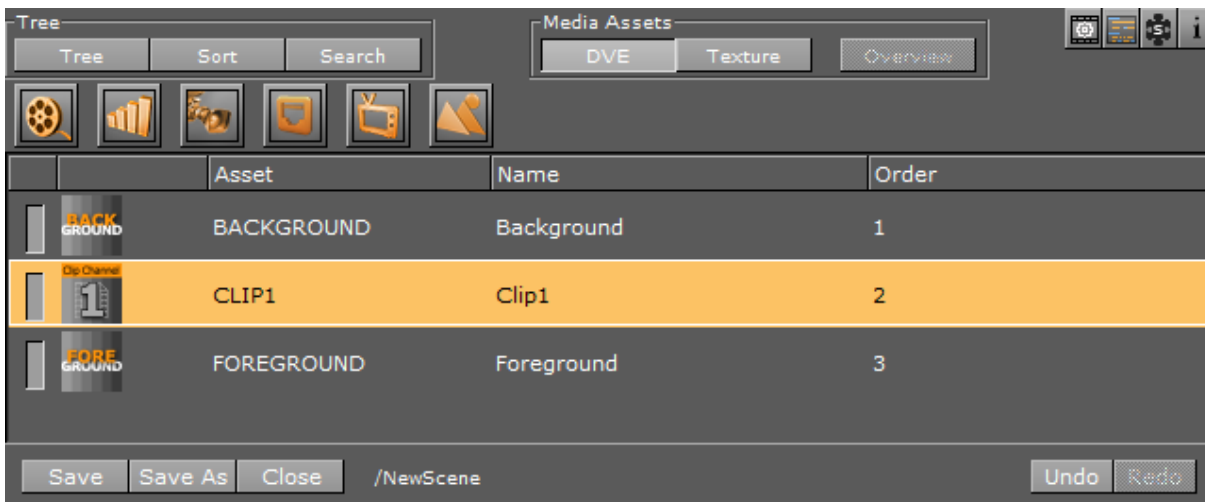 Tree
Media Assets
Tree Sort Search
DVE Texture Overview
S i
Asset Name Order
BACK
GROUND
BACKGROUND Background 1
Clip Channel
1
CLIP1 Clip1 2
FORE
GROUND
FOREGROUND Foreground 3
Save Save As Close /NewScene Undo Redo